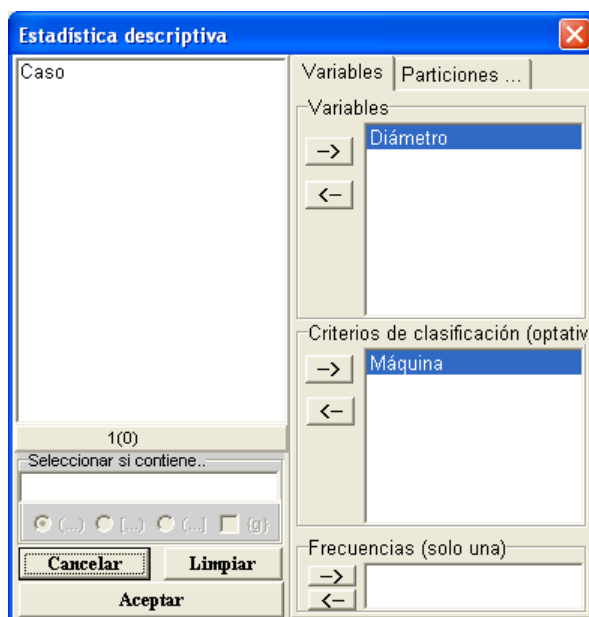 Estadística descriptiva
Caso
1(0)
Seleccionar si contiene..
(...) [...) (...] {g}
Cancelar Limpiar
Aceptar
Variables Particiones ...
Variables
-->
Diámetro
<--
Criterios de clasificación (optativ
-->
Máquina
<--
Frecuencias (solo una)
-->
<--